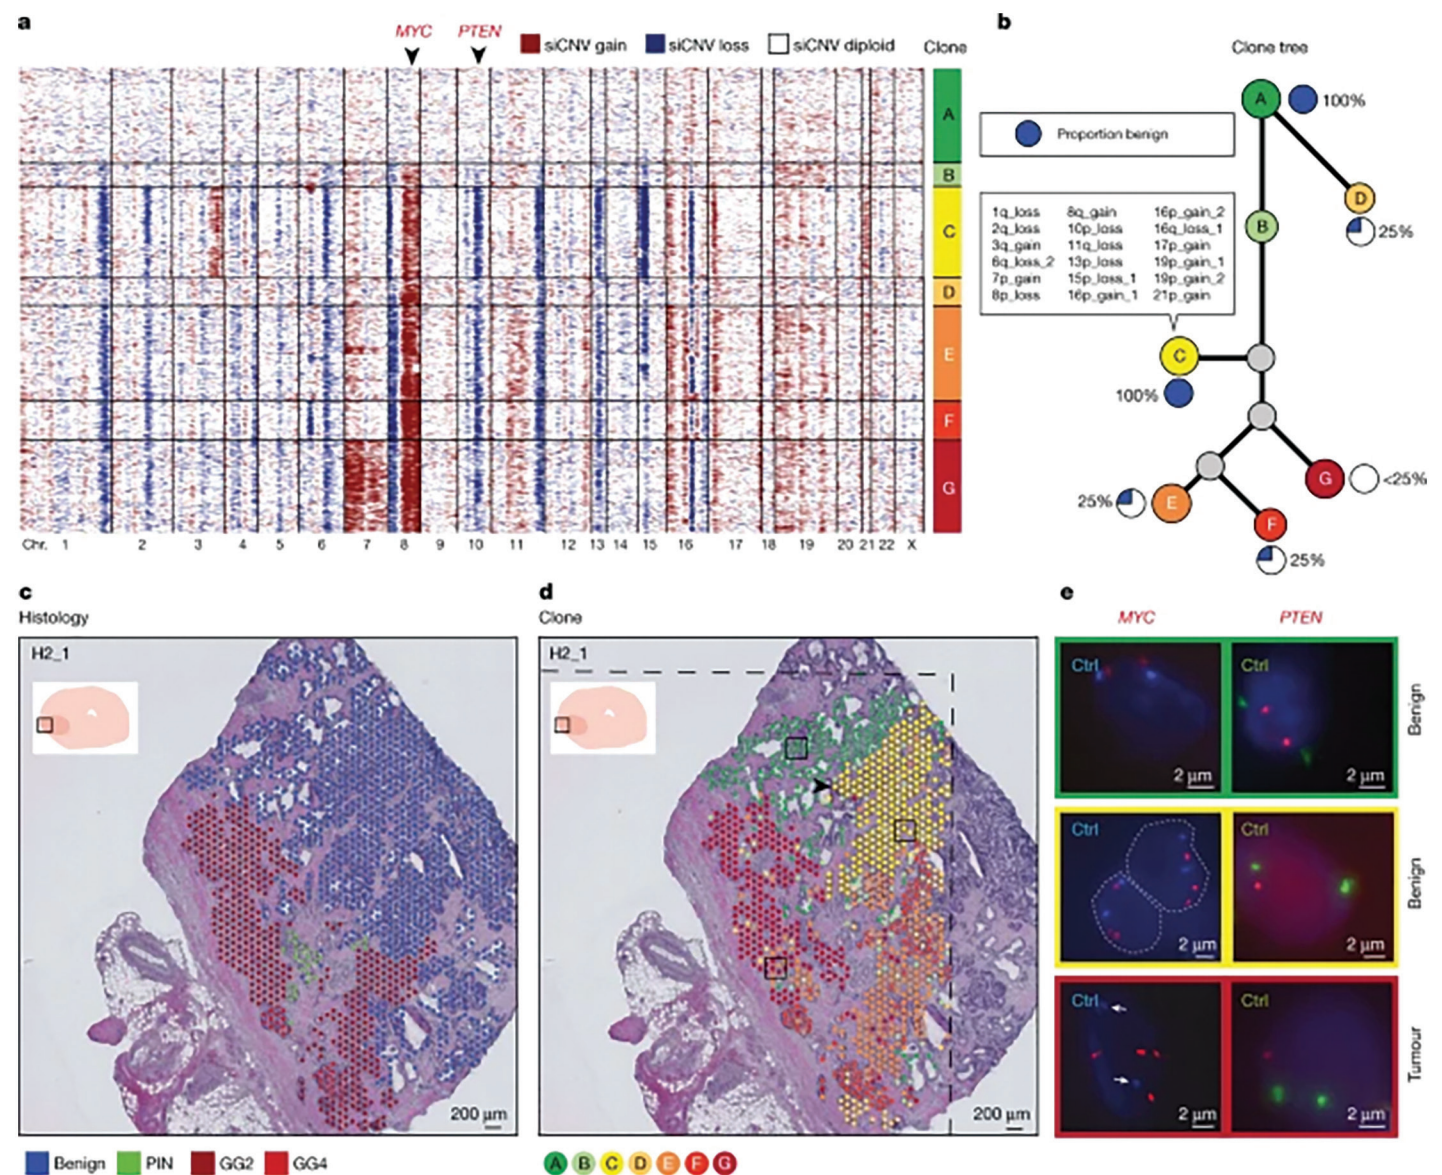 a
MYC PTEN
siCNV gain siCNV loss siCNV diploid Clone
A
B
C
D
E
F
G
Chr. 1 2 3 4 5 6 7 8 9 10 11 12 13 14 15 16 17 18 19 20 21 22 X
b
Clone tree
A 100%
Proportion benign
D
25%
B
1q_loss 8q_gain 16p_gain_2
2q_loss 10p_loss 16q_loss_1
3q_gain 11q_loss 17p_gain
6q_loss_2 13p_loss 19p_gain_1
7p_gain 15p_loss_1 19p_gain_2
8p_loss 16p_gain_1 21p_gain
C
100%
G <25%
25% E
F
25%
c
Histology
H2_1
200 µm
Benign PIN GG2 GG4
d
Clone
H2_1
200 µm
A B C D E F G
e
MYC PTEN
Ctrl Ctrl
2 µm 2 µm
Benign
Ctrl Ctrl
2 µm 2 µm
Benign
Ctrl Ctrl
2 µm 2 µm
Tumour